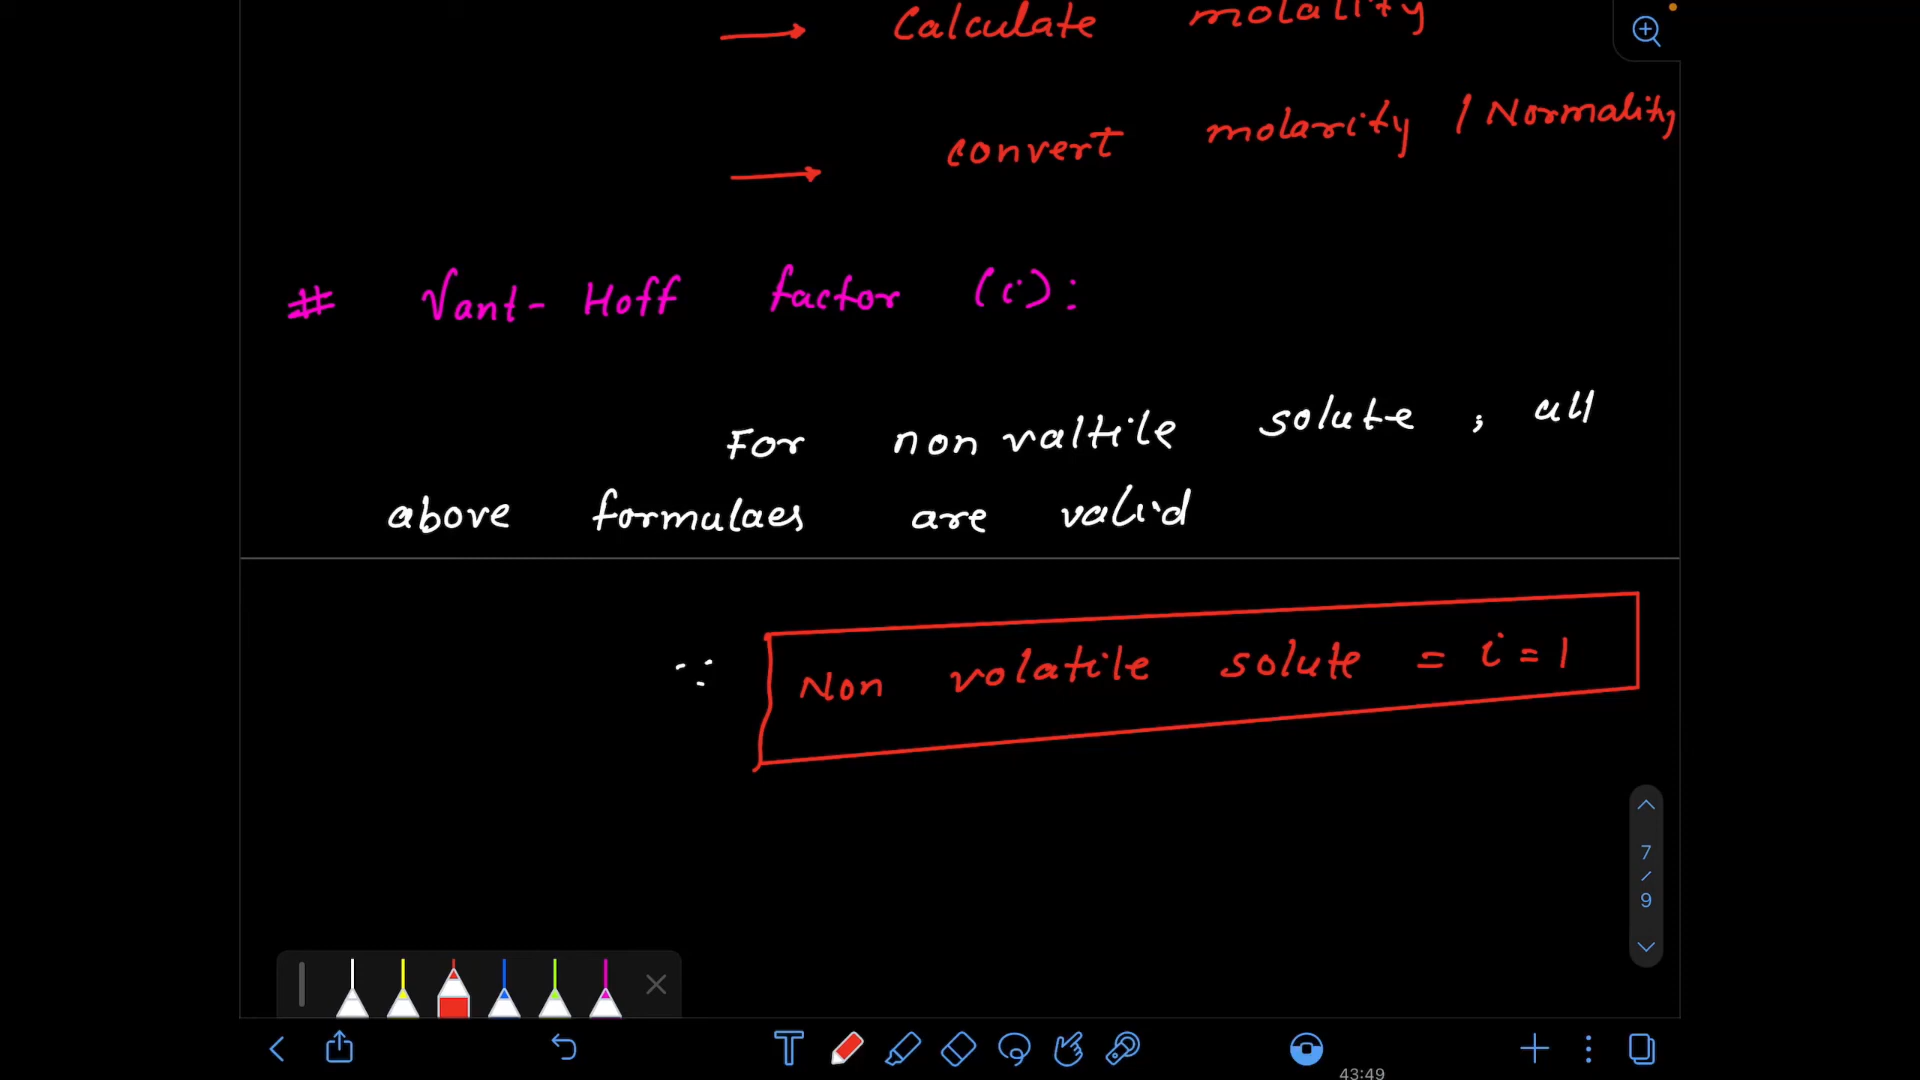 → Calculate molality
→ convert molarity / Normality
# Vant- Hoff factor (i):
For non valtile solute , all
above formulaes are valid
∵ Non volatile solute = i = 1
7
/
9
43:49